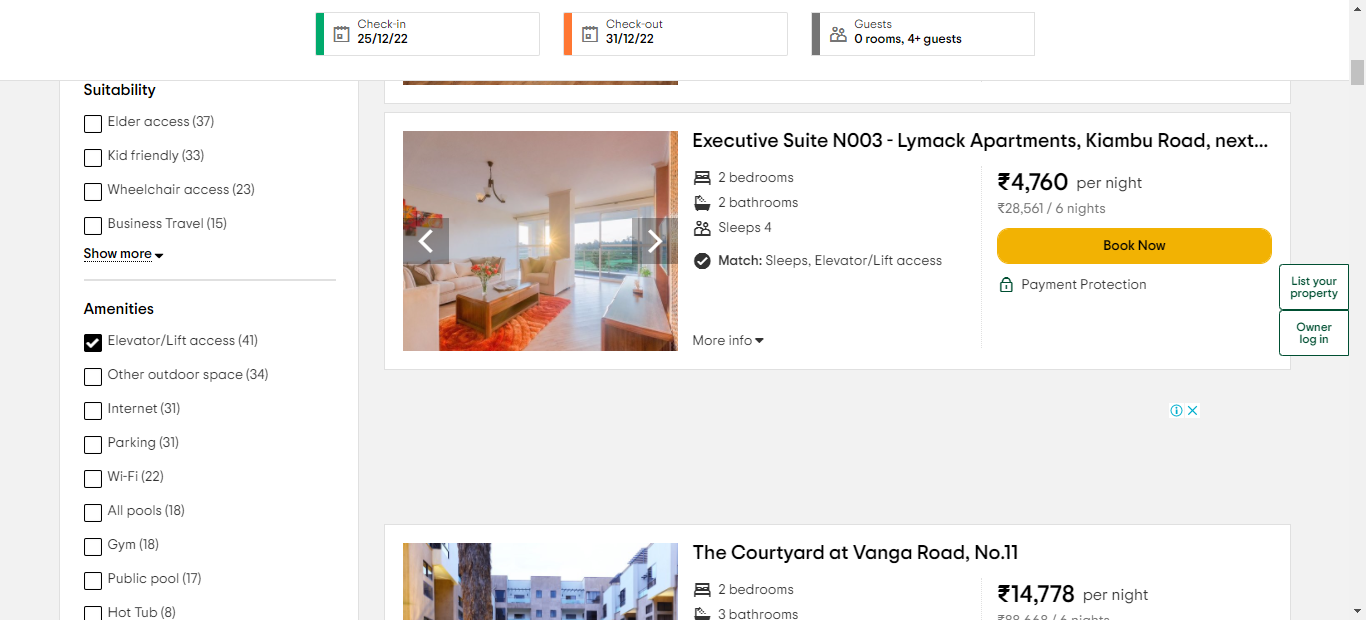 Check-in
25/12/22
Check-out
31/12/22
Guests
0 rooms, 4+ guests
Suitability
Elder access (37)
Kid friendly (33)
Wheelchair access (23)
Business Travel (15)
Show more
Amenities
Elevator/Lift access (41)
Other outdoor space (34)
Internet (31)
Parking (31)
Wi-Fi (22)
All pools (18)
Gym (18)
Public pool (17)
Hot Tub (8)
Executive Suite N003 - Lymack Apartments, Kiambu Road, next...
2 bedrooms
2 bathrooms
Sleeps 4
Match: Sleeps, Elevator/Lift access
More info
₹4,760 per night
₹28,561 / 6 nights
Book Now
Payment Protection
List your
property
Owner
log in
The Courtyard at Vanga Road, No.11
2 bedrooms
3 bathrooms
₹14,778 per night
₹88,668 / 6 nights